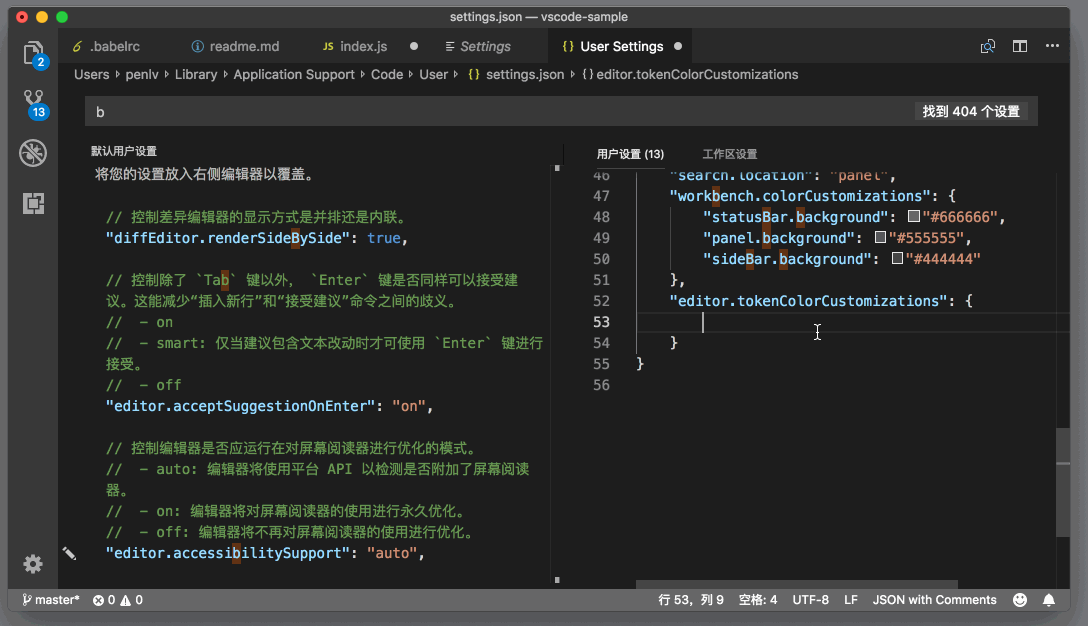 settings.json — vscode-sample
.babelrc
readme.md
JS index.js
Settings
{} User Settings
Users › penlv › Library › Application Support › Code › User › {} settings.json › {} editor.tokenColorCustomizations
b
找到 404 个设置
2
13
默认用户设置
将您的设置放入右侧编辑器以覆盖。
// 控制差异编辑器的显示方式是并排还是内联。
"diffEditor.renderSideBySide": true,
// 控制除了 `Tab` 键以外， `Enter` 键是否同样可以接受建
议。这能减少“插入新行”和“接受建议”命令之间的歧义。
//  - on
//  - smart: 仅当建议包含文本改动时才可使用 `Enter` 键进行
接受。
//  - off
"editor.acceptSuggestionOnEnter": "on",
// 控制编辑器是否应运行在对屏幕阅读器进行优化的模式。
//  - auto: 编辑器将使用平台 API 以检测是否附加了屏幕阅读
器。
//  - on: 编辑器将对屏幕阅读器的使用进行永久优化。
//  - off: 编辑器将不再对屏幕阅读器的使用进行优化。
"editor.accessibilitySupport": "auto",
用户设置 (13)
工作区设置
46 "search.location": "panel",
47 "workbench.colorCustomizations": {
48 "statusBar.background": "#666666",
49 "panel.background": "#555555",
50 "sideBar.background": "#444444"
51 },
52 "editor.tokenColorCustomizations": {
53
54 }
55 }
56
master* 0 0
行 53，列 9
空格: 4
UTF-8
LF
JSON with Comments